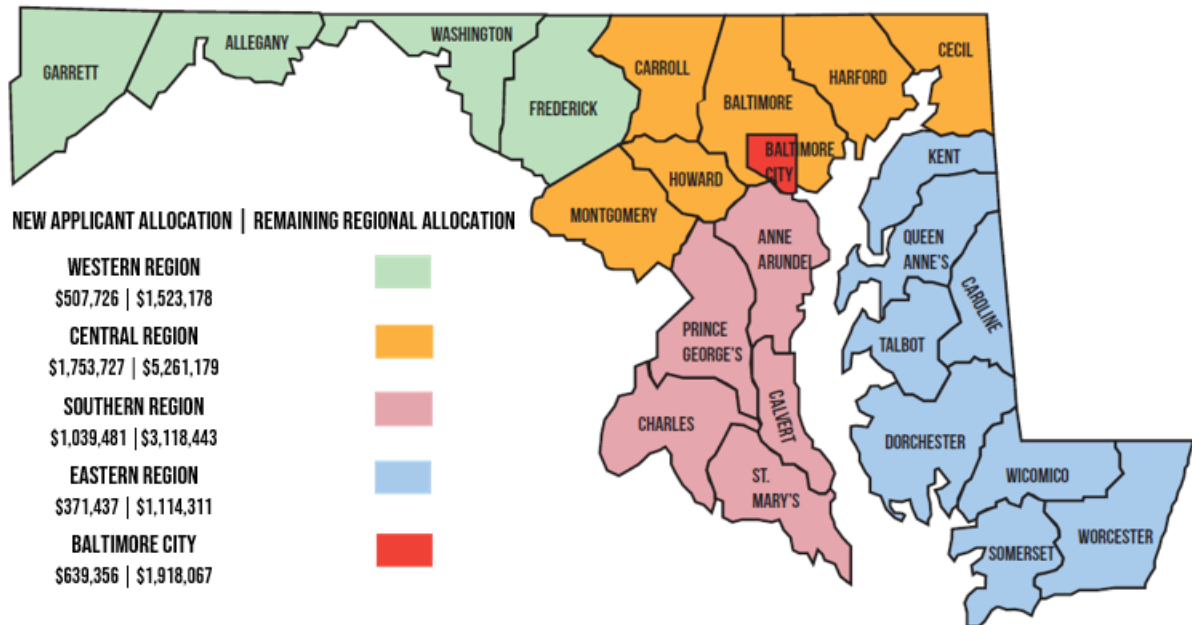 GARRETT
ALLEGANY
WASHINGTON
FREDERICK
CARROLL
BALTIMORE
HARFORD
CECIL
BALTIMORE
CITY
HOWARD
MONTGOMERY
KENT
QUEEN
ANNE'S
CAROLINE
TALBOT
ANNE
ARUNDEL
PRINCE
GEORGE'S
CALVERT
CHARLES
ST.
MARY'S
DORCHESTER
WICOMICO
SOMERSET
WORCESTER
NEW APPLICANT ALLOCATION | REMAINING REGIONAL ALLOCATION
WESTERN REGION
$507,726 | $1,523,178
CENTRAL REGION
$1,753,727 | $5,261,179
SOUTHERN REGION
$1,039,481 |$3,118,443
EASTERN REGION
$371,437 | $1,114,311
BALTIMORE CITY
$639,356 | $1,918,067